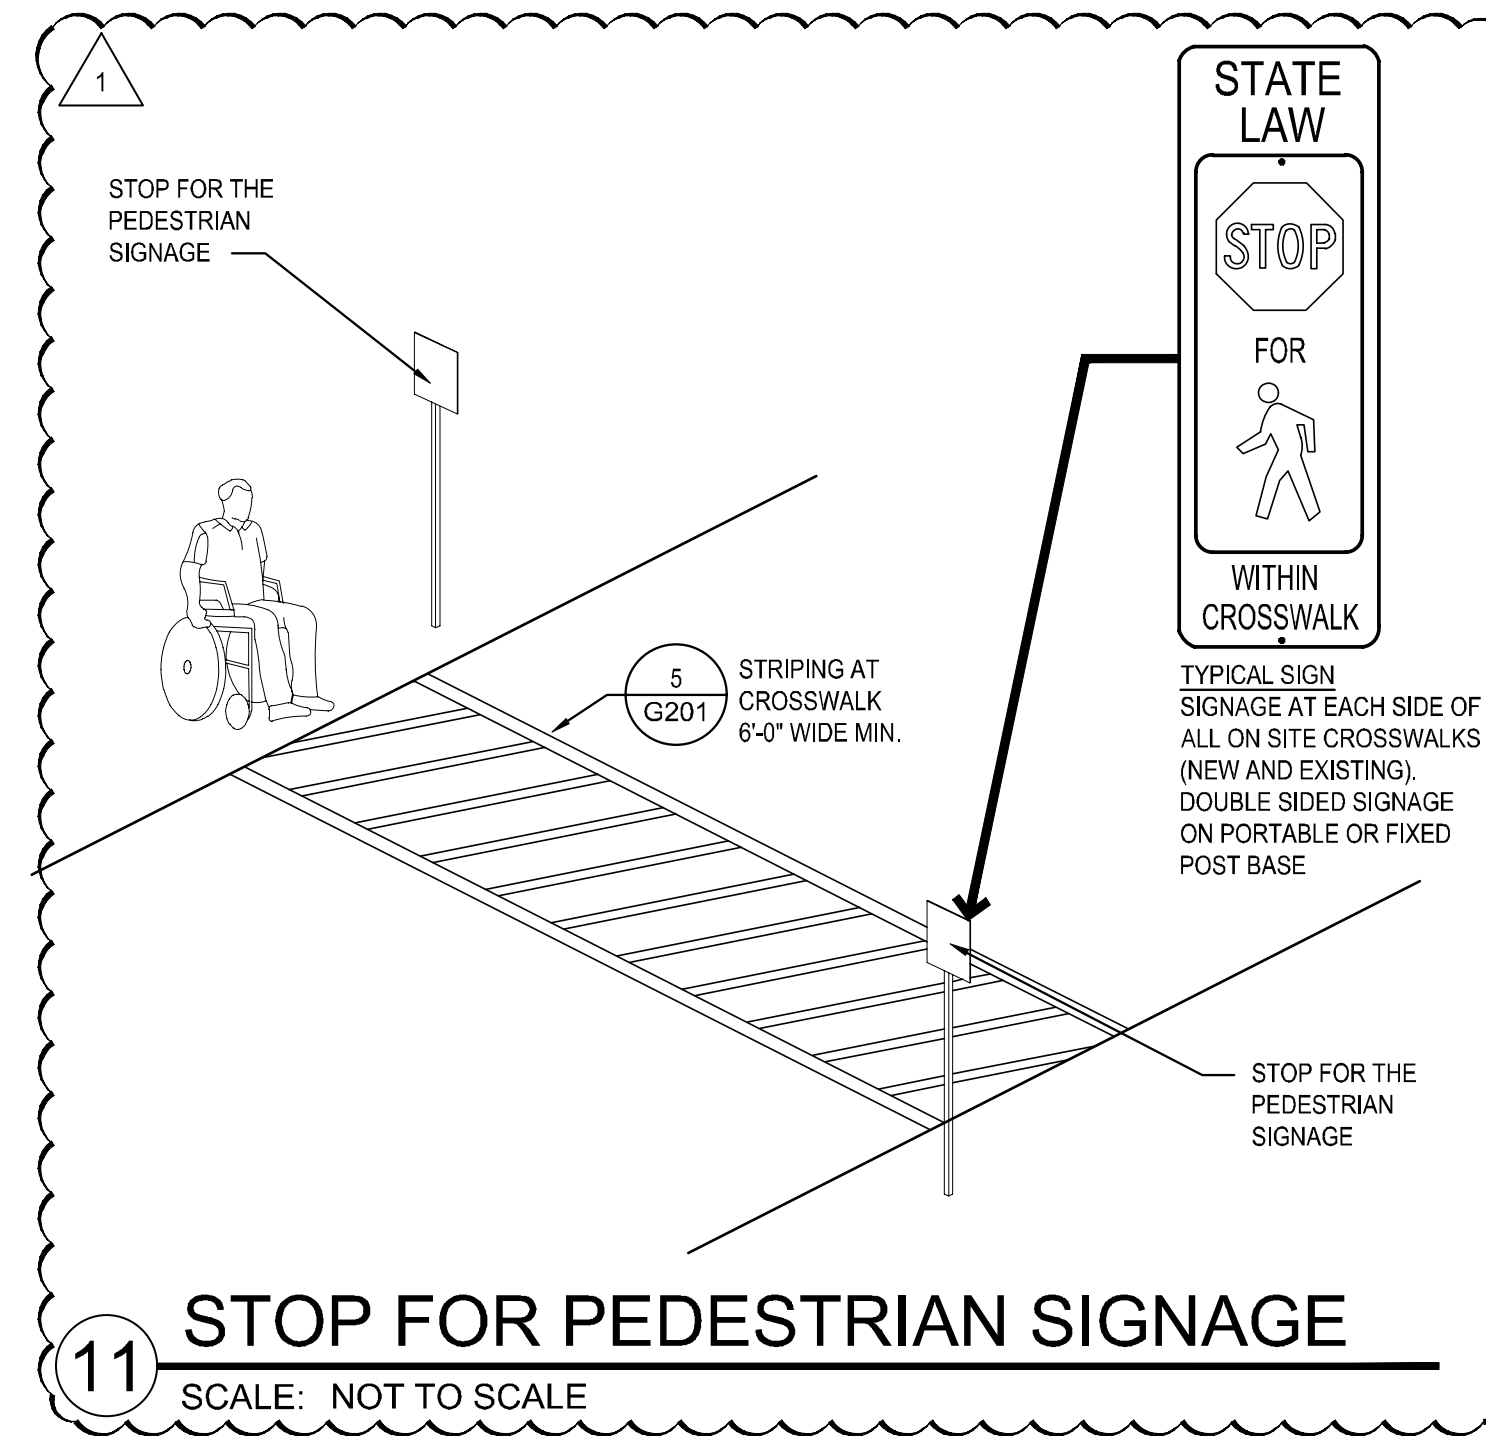 1
STOP FOR THE
PEDESTRIAN
SIGNAGE
STATE
LAW
STOP
FOR
WITHIN
CROSSWALK
5
G201
STRIPING AT
CROSSWALK
6'-0" WIDE MIN.
TYPICAL SIGN
SIGNAGE AT EACH SIDE OF
ALL ON SITE CROSSWALKS
(NEW AND EXISTING).
DOUBLE SIDED SIGNAGE
ON PORTABLE OR FIXED
POST BASE
STOP FOR THE
PEDESTRIAN
SIGNAGE
11
STOP FOR PEDESTRIAN SIGNAGE
SCALE: NOT TO SCALE